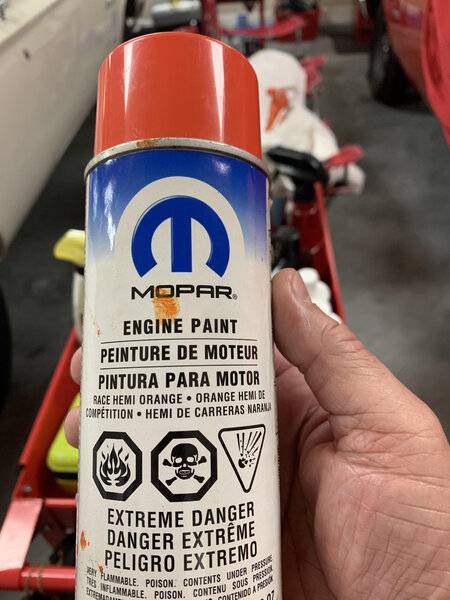 MOPAR®
ENGINE PAINT
PEINTURE DE MOTEUR
PINTURA PARA MOTOR
RACE HEMI ORANGE • ORANGE HEMI DE
COMPÉTITION • HEMI DE CARRERAS NARANJA
EXTREME DANGER
DANGER EXTRÊME
PELIGRO EXTREMO
VERY FLAMMABLE. POISON. CONTENTS UNDER PRESSURE.
TRÈS INFLAMMABLE. POISON. CONTENU SOUS PRESSION.
CONTENIDO A PRESIÓN